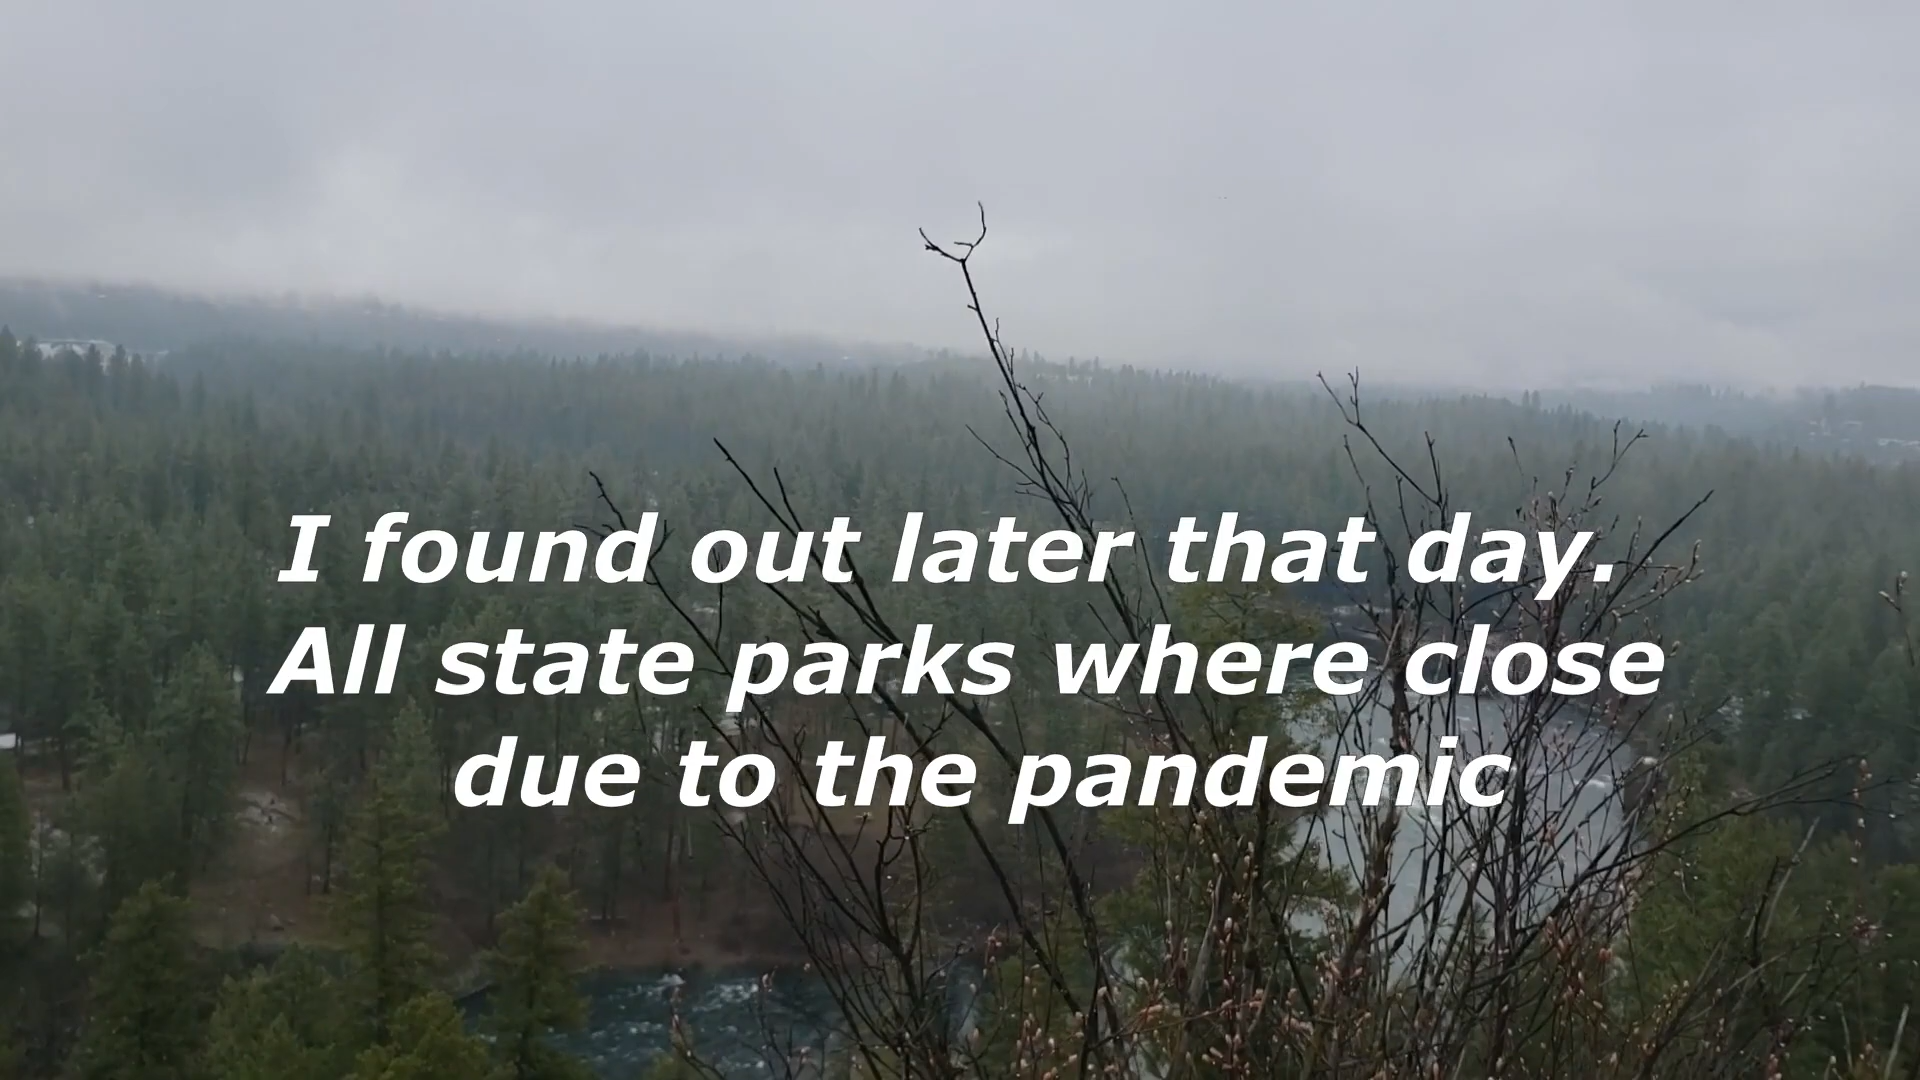 I found out later that day.
All state parks where close
due to the pandemic